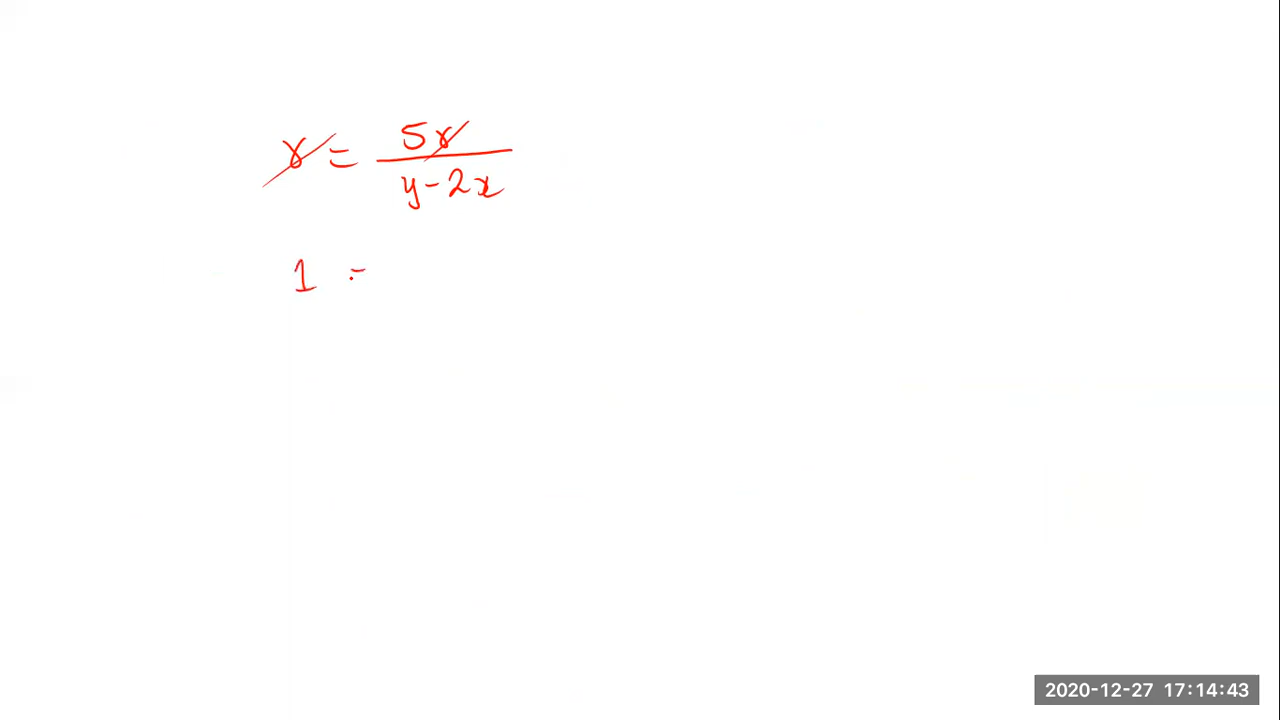 x = 5x / y - 2x
1 =
2020-12-27 17:14:43